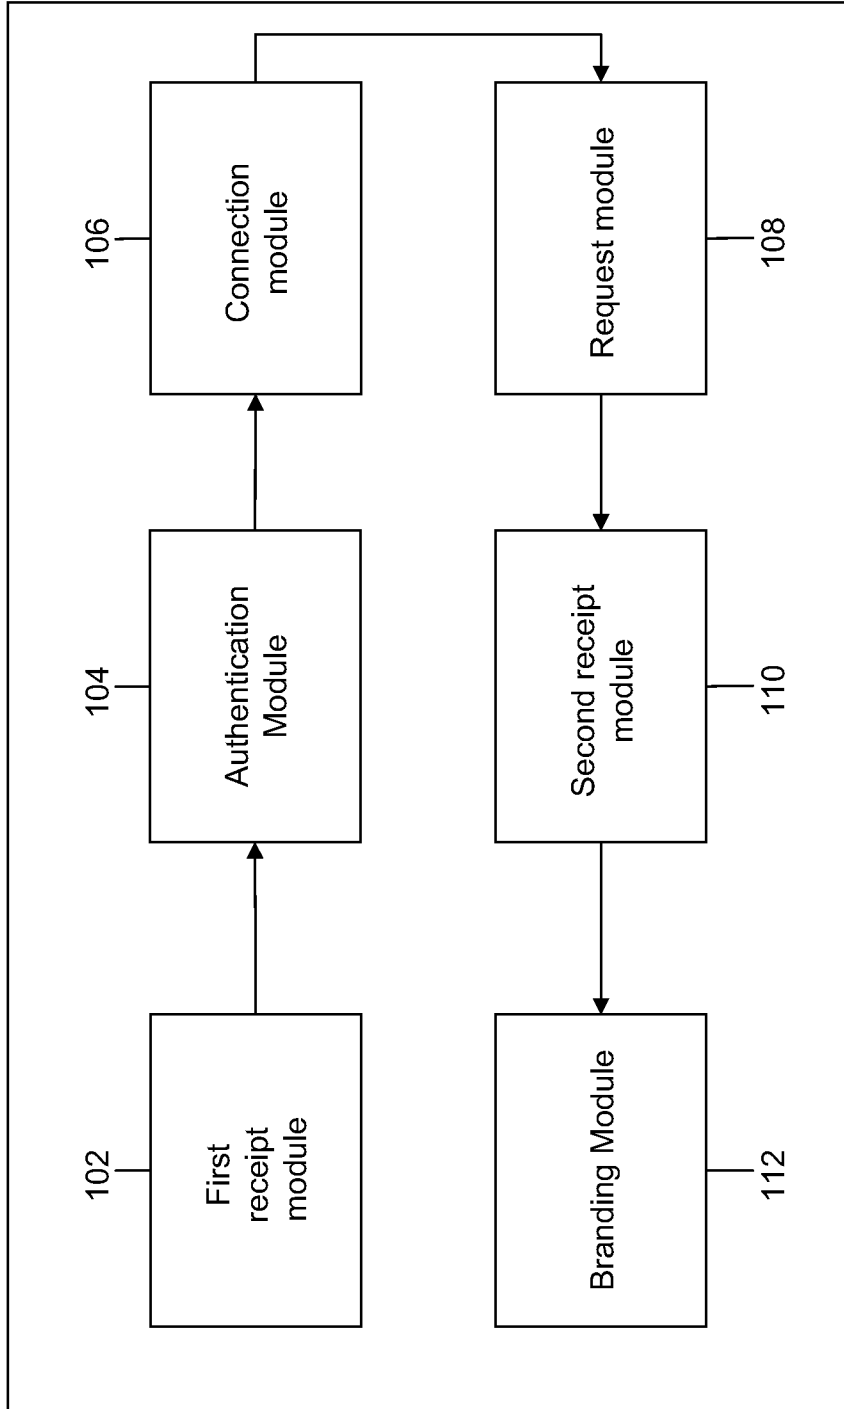 102
First
receipt
module
104
Authentication
Module
106
Connection
module
108
Request module
110
Second receipt
module
112
Branding Module